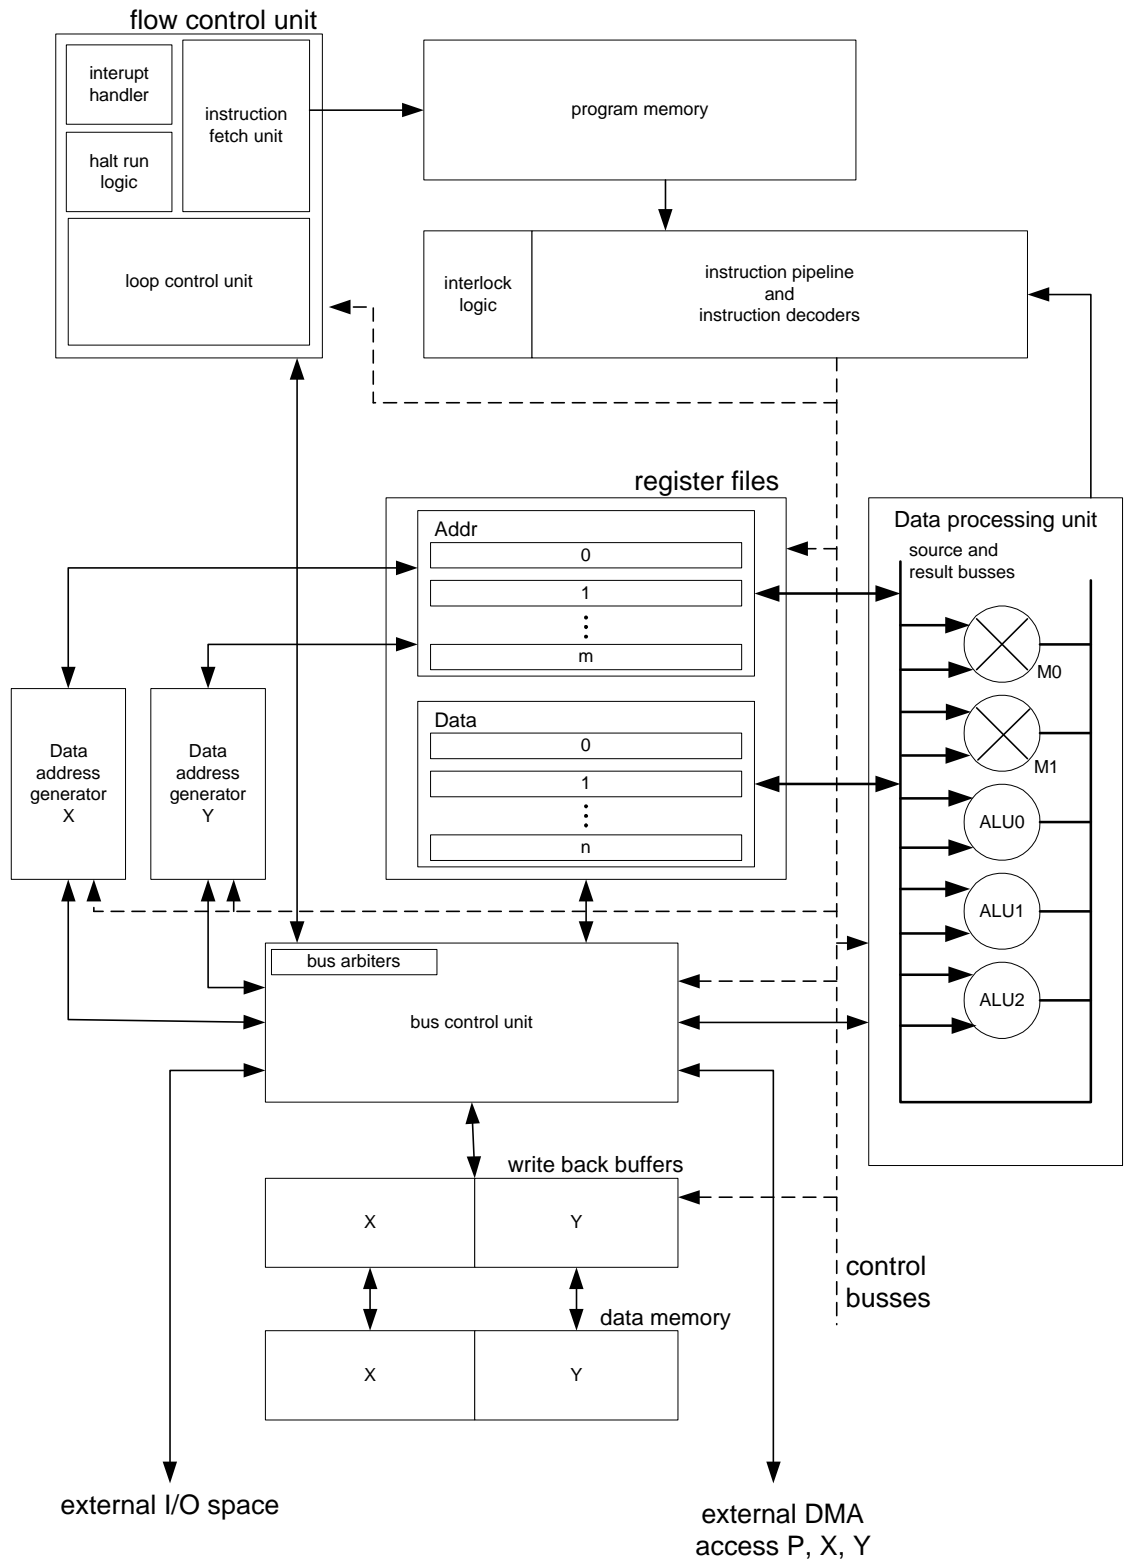 flow control unit
interupt
handler
instruction
fetch unit
halt run
logic
loop control unit
program memory
interlock
logic
instruction pipeline
and
instruction decoders
register files
Addr
0
1
m
Data
0
1
n
Data processing unit
source and
result busses
M0
M1
ALU0
ALU1
ALU2
Data
address
generator
X
Data
address
generator
Y
bus arbiters
bus control unit
write back buffers
X
Y
control
busses
data memory
X
Y
external I/O space
external DMA
access P, X, Y